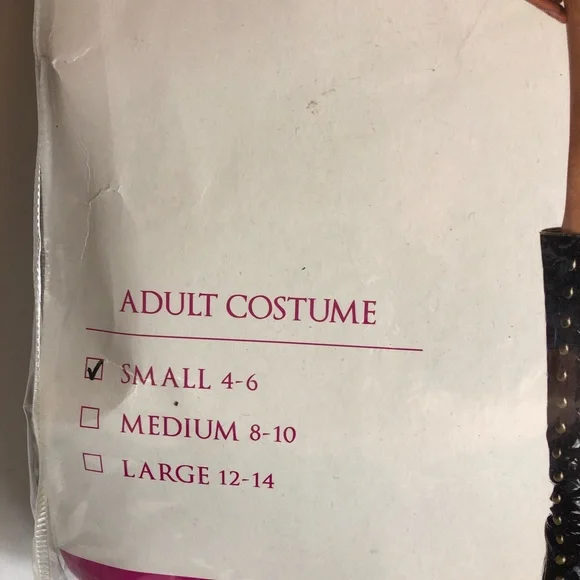 ADULT COSTUME
SMALL 4-6
MEDIUM 8-10
LARGE 12-14